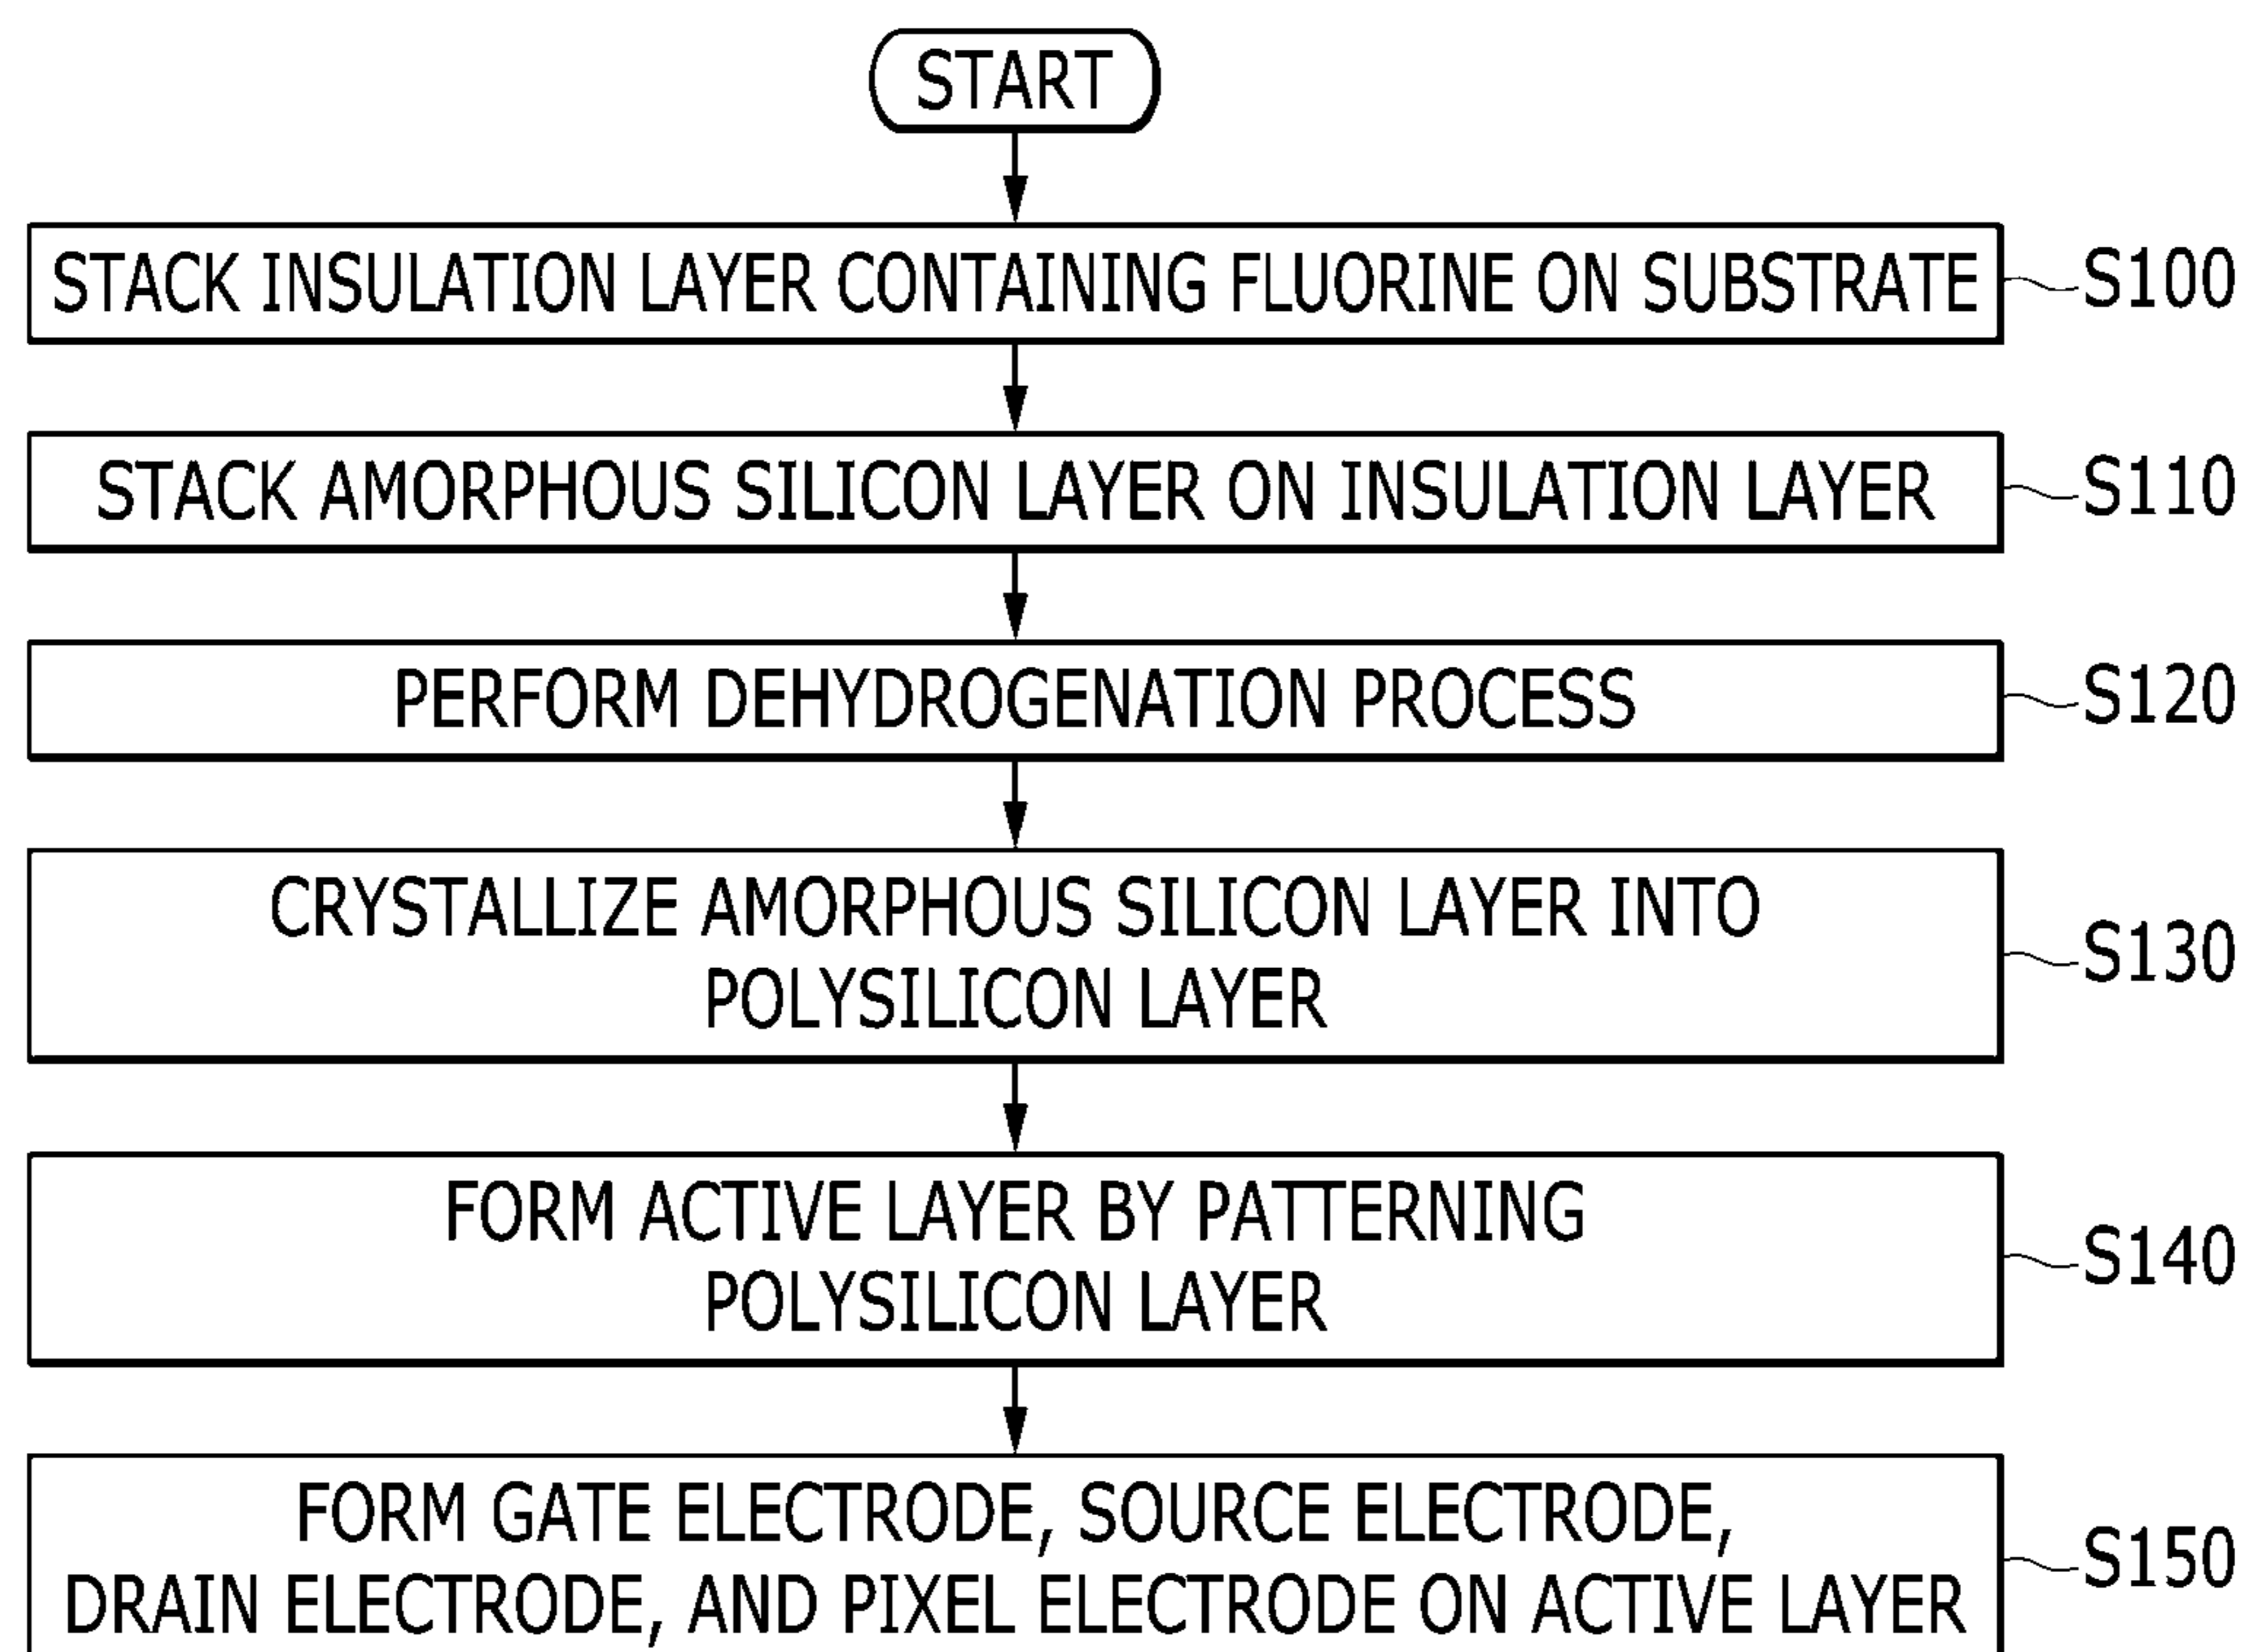 START
STACK INSULATION LAYER CONTAINING FLUORINE ON SUBSTRATE
S100
STACK AMORPHOUS SILICON LAYER ON INSULATION LAYER
S110
PERFORM DEHYDROGENATION PROCESS
S120
CRYSTALLIZE AMORPHOUS SILICON LAYER INTO
POLYSILICON LAYER
S130
FORM ACTIVE LAYER BY PATTERNING
POLYSILICON LAYER
S140
FORM GATE ELECTRODE, SOURCE ELECTRODE,
DRAIN ELECTRODE, AND PIXEL ELECTRODE ON ACTIVE LAYER
S150